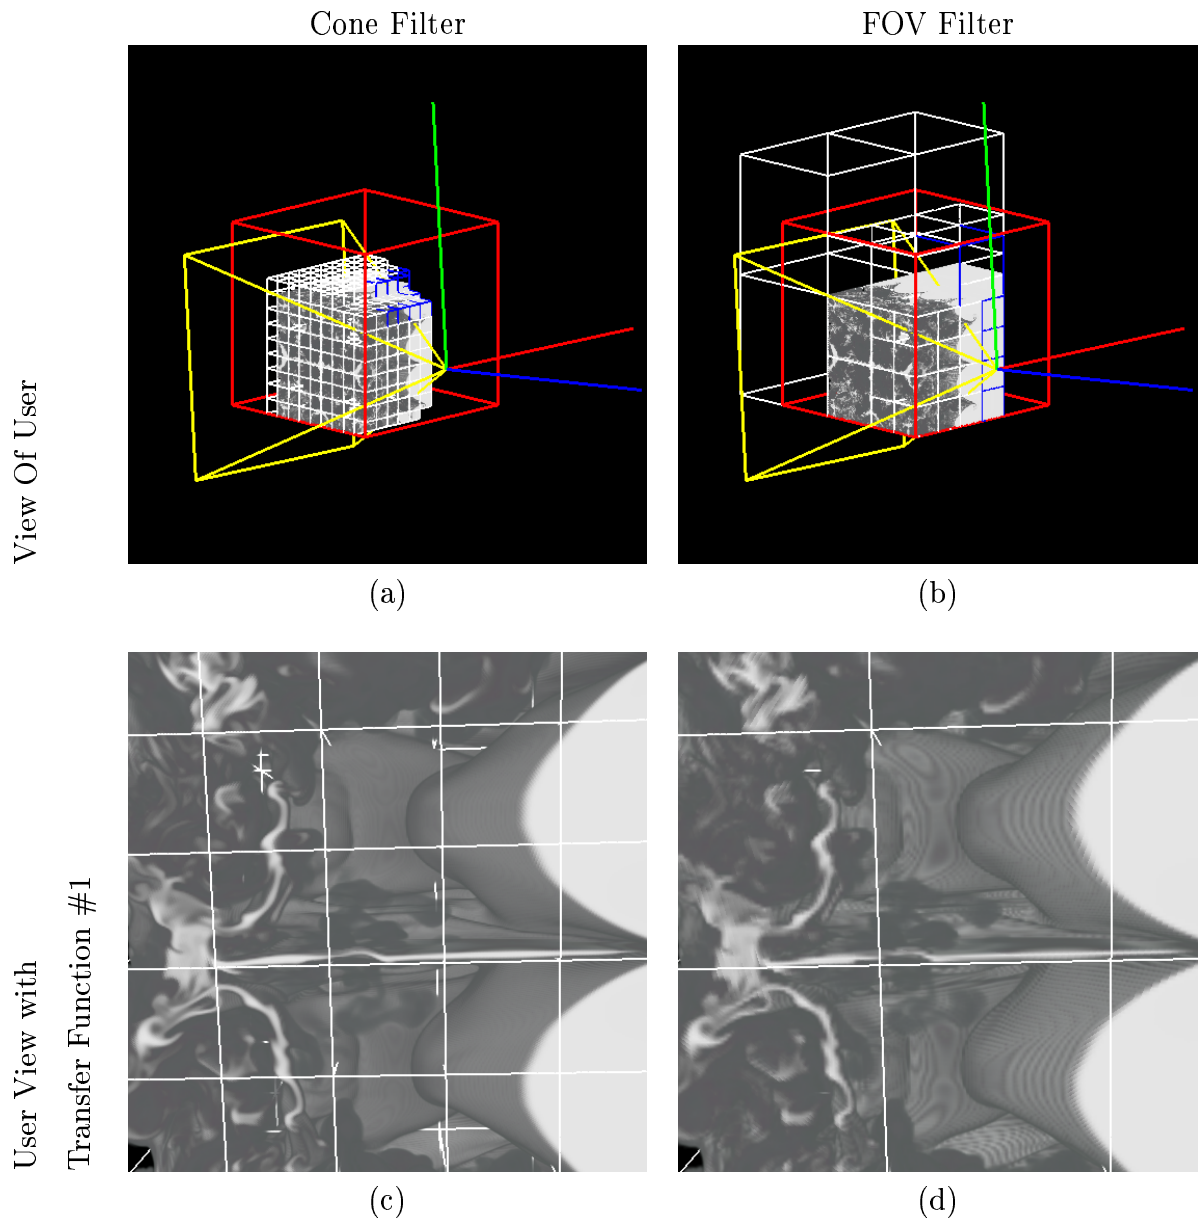 Cone Filter
FOV Filter
View Of User
(a)
(b)
User View with
Transfer Function #1
(c)
(d)